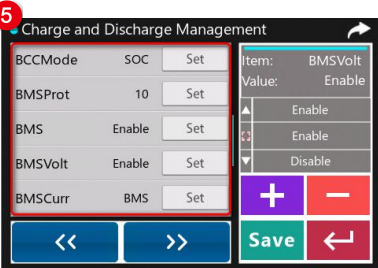 5
Charge and Discharge Management
BCCMode SOC Set
BMSProt 10 Set
BMS Enable Set
BMSVolt Enable Set
BMSCurr BMS Set
<< >>
Item: BMSVolt
Value: Enable
Enable
Enable
Disable
+ −
Save